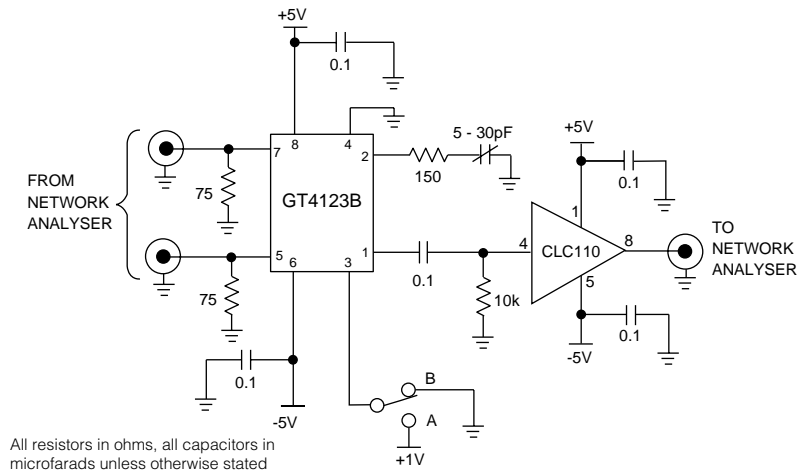 +5V
0.1
8
4
5 - 30pF
7
2
150
+5V
FROM
NETWORK
ANALYSER
75
GT4123B
0.1
1
TO
NETWORK
ANALYSER
4
CLC110
8
5
6
3
1
0.1
5
75
10k
0.1
0.1
-5V
-5V
B
A
+1V
All resistors in ohms, all capacitors in
microfarads unless otherwise stated